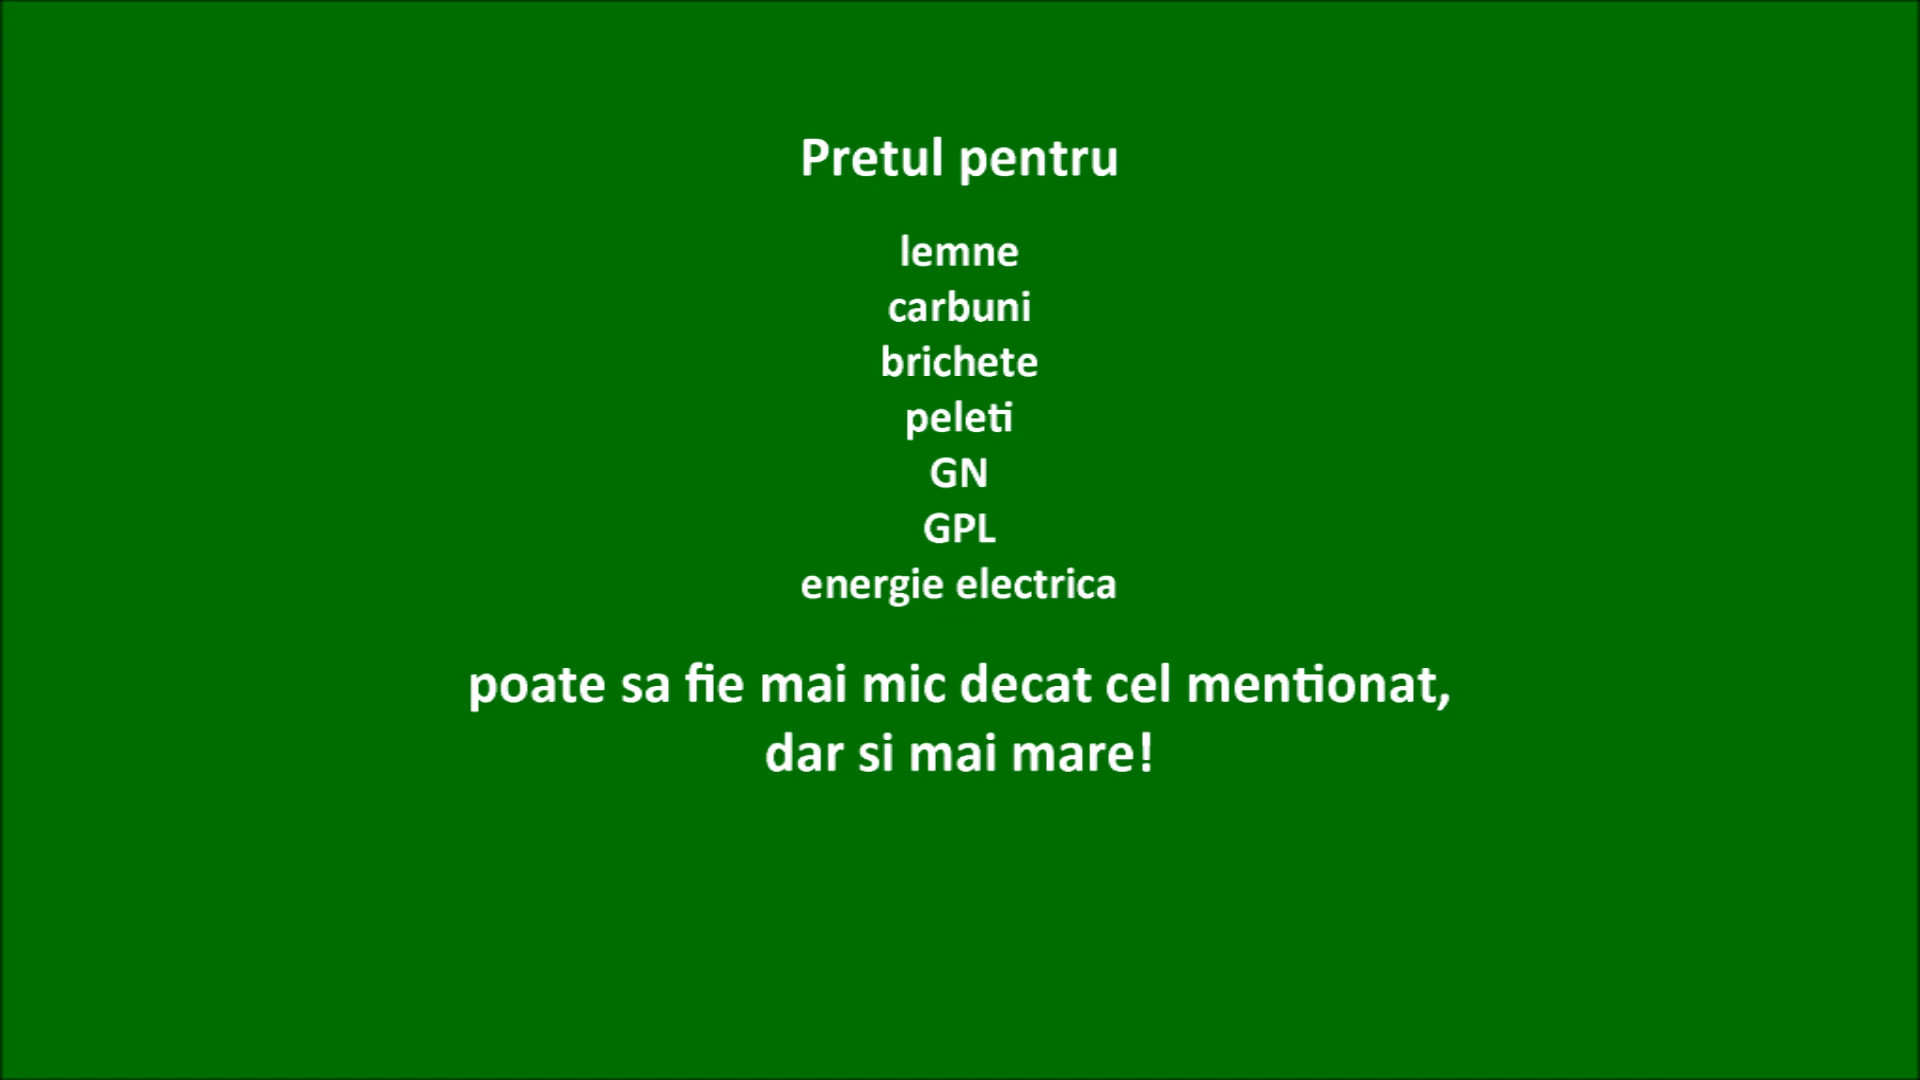 Pretul pentru
lemne
carbuni
brichete
peleti
GN
GPL
energie electrica
poate sa fie mai mic decat cel mentionat,
dar si mai mare!